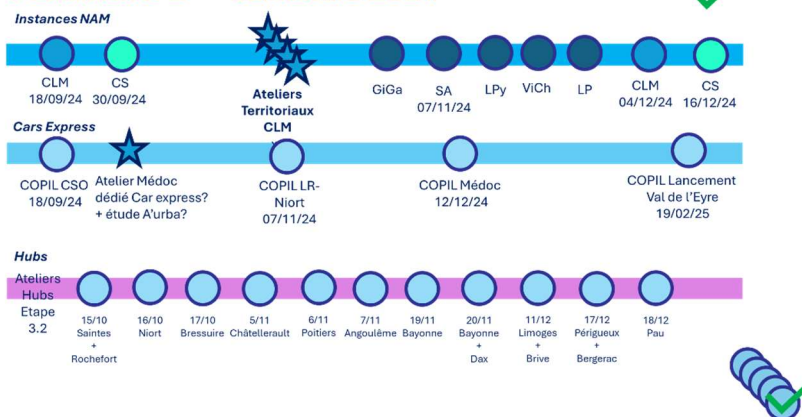 Instances NAM
CLM
18/09/24
CS
30/09/24
Ateliers
Territoriaux
CLM
GiGa
SA
07/11/24
LPy
ViCh
LP
CLM
04/12/24
CS
16/12/24
Cars Express
COPIL CSO
18/09/24
Atelier Médoc
dédié Car express?
+ étude A'urba?
COPIL LR-
Niort
07/11/24
COPIL Médoc
12/12/24
COPIL Lancement
Val de l'Eyre
19/02/25
Hubs
Ateliers
Hubs
Etape
3.2
15/10
Saintes
+
Rochefort
16/10
Niort
17/10
Bressuire
5/11
Châtellerault
6/11
Poitiers
7/11
Angoulême
19/11
Bayonne
20/11
Bayonne
+
Dax
11/12
Limoges
+
Brive
17/12
Périgueux
+
Bergerac
18/12
Pau